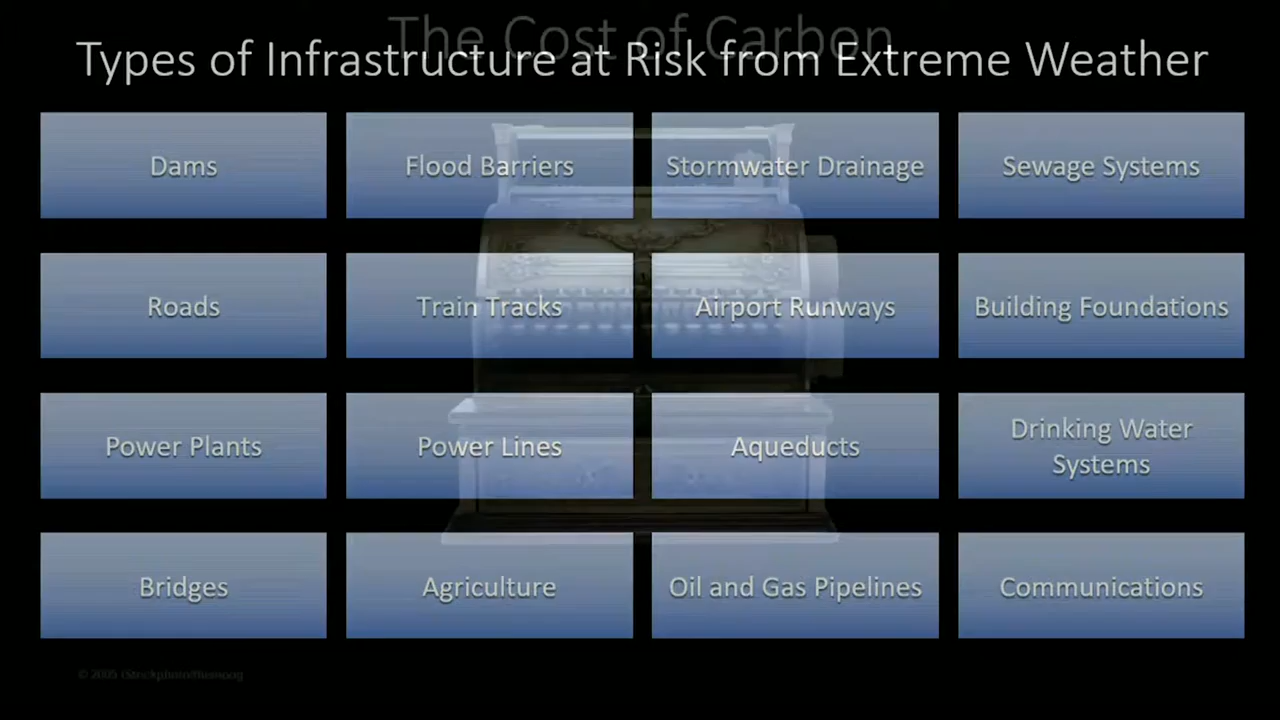 The Cost of Carbon
Types of Infrastructure at Risk from Extreme Weather
Dams
Flood Barriers
Stormwater Drainage
Sewage Systems
Roads
Train Tracks
Airport Runways
Building Foundations
Power Plants
Power Lines
Aqueducts
Drinking Water
Systems
Bridges
Agriculture
Oil and Gas Pipelines
Communications
© 2005